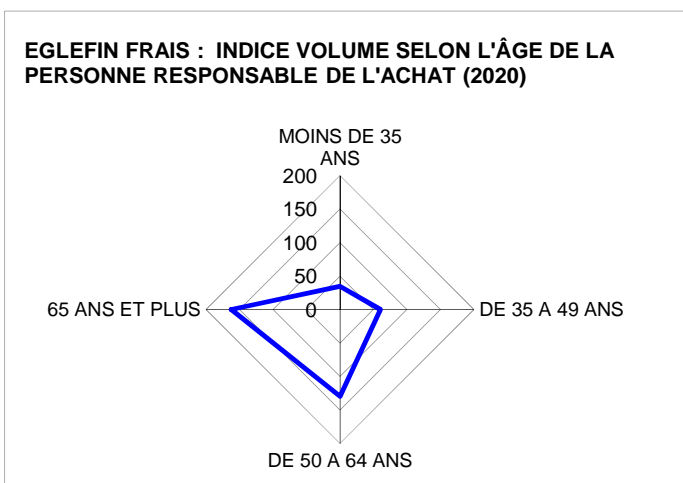 EGLEFIN FRAIS : INDICE VOLUME SELON L'ÂGE DE LA
PERSONNE RESPONSABLE DE L'ACHAT (2020)
MOINS DE 35
ANS
200
150
100
50
0
65 ANS ET PLUS
DE 35 A 49 ANS
DE 50 A 64 ANS